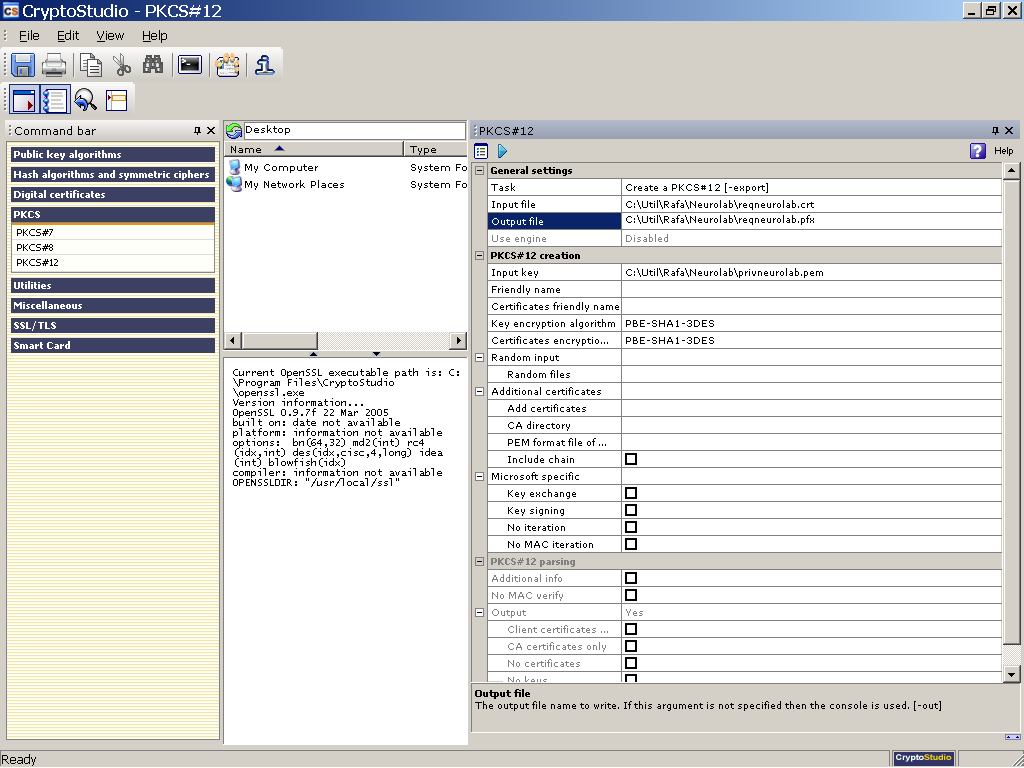 CS CryptoStudio - PKCS#12
File Edit View Help
Command bar
Public key algorithms
Hash algorithms and symmetric ciphers
Digital certificates
PKCS
PKCS#7
PKCS#8
PKCS#12
Utilities
Miscellaneous
SSL/TLS
Smart Card
Desktop
Name Type
My Computer System Fo
My Network Places System Fo
Current OpenSSL executable path is: C:
\Program Files\CryptoStudio
\openssl.exe
Version information...
OpenSSL 0.9.7f 22 Mar 2005
built on: date not available
platform: information not available
options:  bn(64,32) md2(int) rc4
(idx,int) des(idx,cisc,4,long) idea
(int) blowfish(idx)
compiler: information not available
OPENSSLDIR: "/usr/local/ssl"
PKCS#12
Help
General settings
Task Create a PKCS#12 [-export]
Input file C:\Util\Rafa\Neurolab\reqneurolab.crt
Output file C:\Util\Rafa\Neurolab\reqneurolab.pfx
Use engine Disabled
PKCS#12 creation
Input key C:\Util\Rafa\Neurolab\privneurolab.pem
Friendly name
Certificates friendly name
Key encryption algorithm PBE-SHA1-3DES
Certificates encryptio... PBE-SHA1-3DES
Random input
Random files
Additional certificates
Add certificates
CA directory
PEM format file of ...
Include chain
Microsoft specific
Key exchange
Key signing
No iteration
No MAC iteration
PKCS#12 parsing
Additional info
No MAC verify
Output Yes
Client certificates ...
CA certificates only
No certificates
No keys
Output file
The output file name to write. If this argument is not specified then the console is used. [-out]
Ready
CryptoStudio